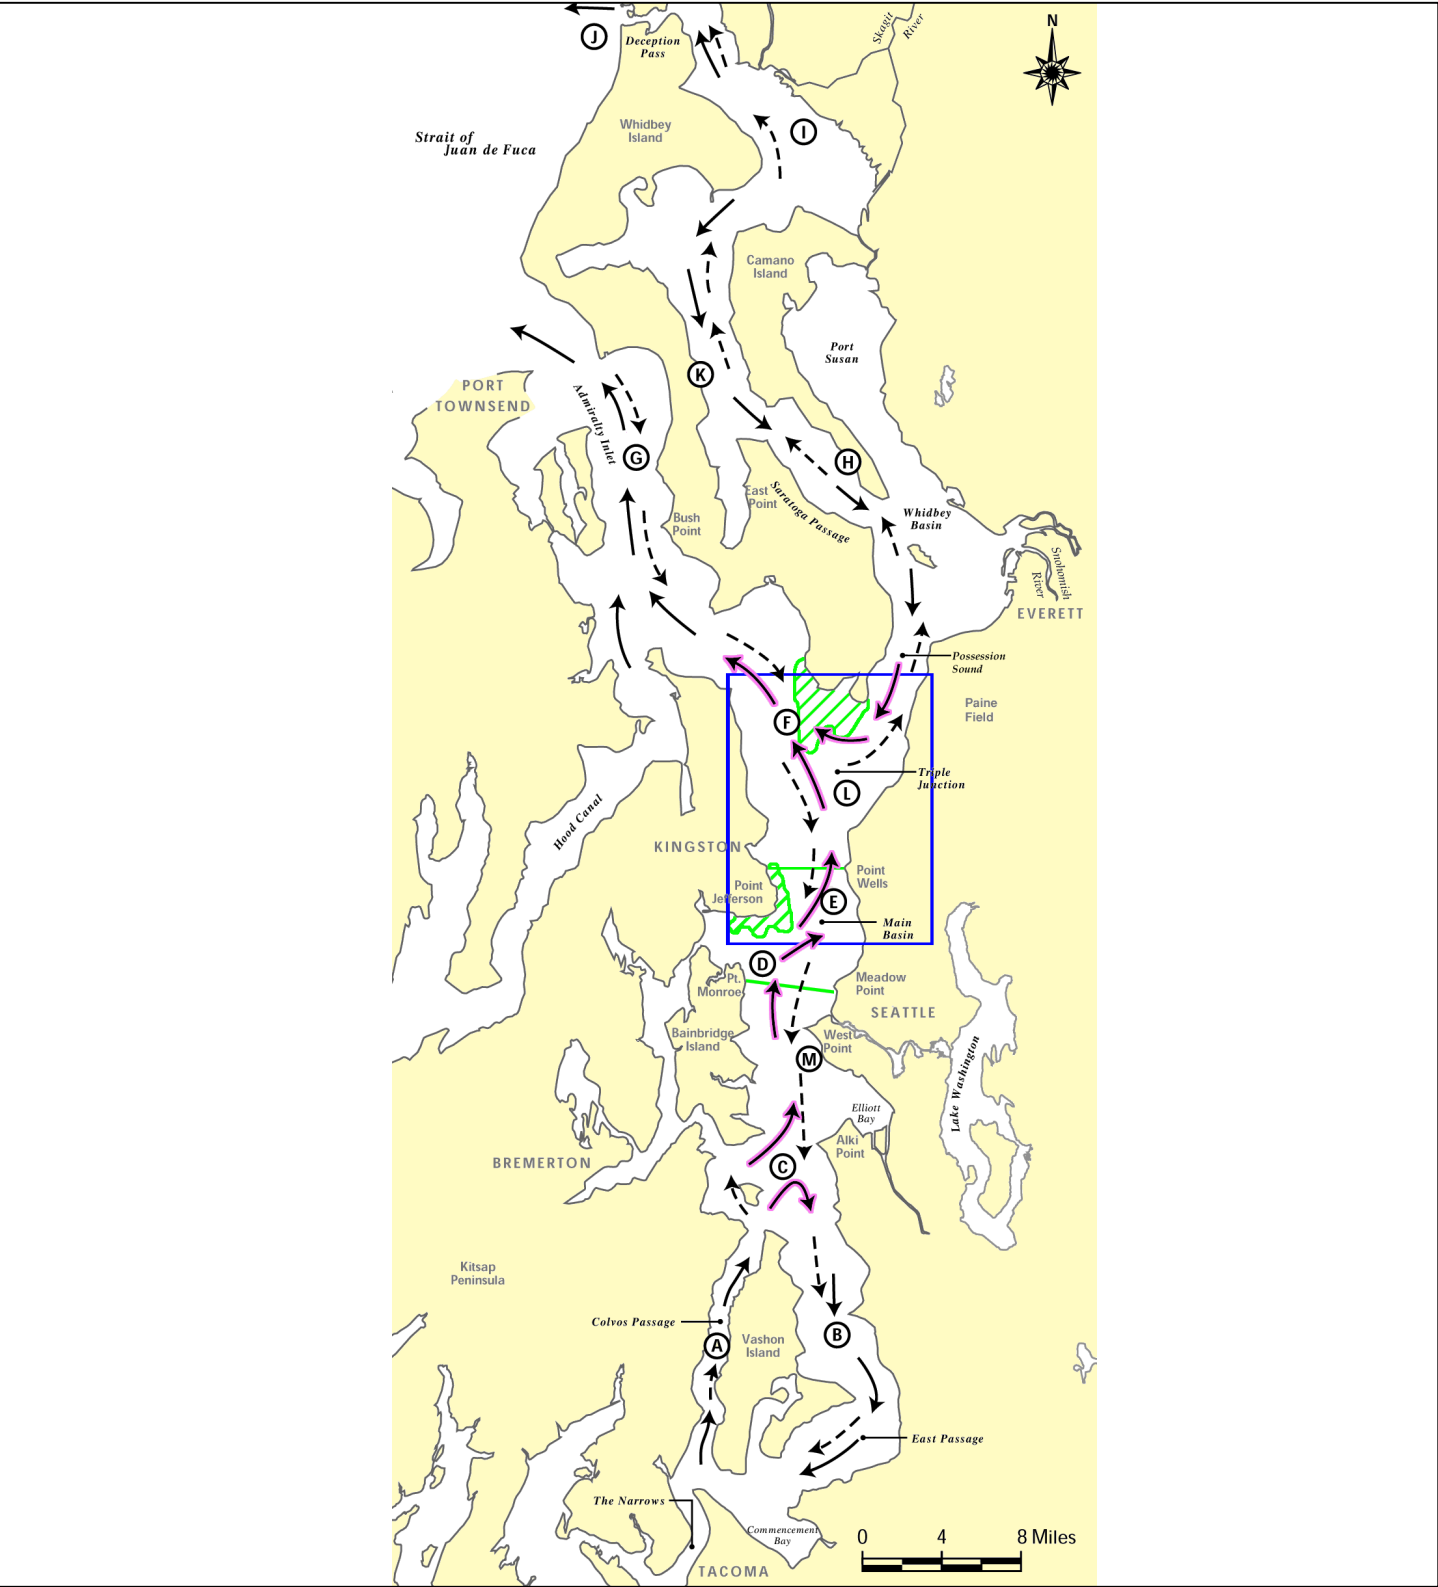 N
Skagit
River
J
Deception
Pass
Whidbey
Island
I
Strait of
Juan de Fuca
Camano
Island
Port
Susan
PORT
TOWNSEND
K
Admiralty Inlet
G
H
East
Point
Saratoga Passage
Bush
Point
Whidbey
Basin
Snohomish
River
EVERETT
Possession
Sound
Paine
Field
F
Triple
Junction
L
Hood Canal
KINGSTON
Point
Wells
Point
Jefferson
E
Main
Basin
D
Pt.
Monroe
Meadow
Point
SEATTLE
Bainbridge
Island
West
Point
M
Lake Washington
Elliott
Bay
Alki
Point
BREMERTON
C
Kitsap
Peninsula
Colvos Passage
A
Vashon
Island
B
East Passage
The Narrows
Commencement
Bay
TACOMA
0 4 8 Miles